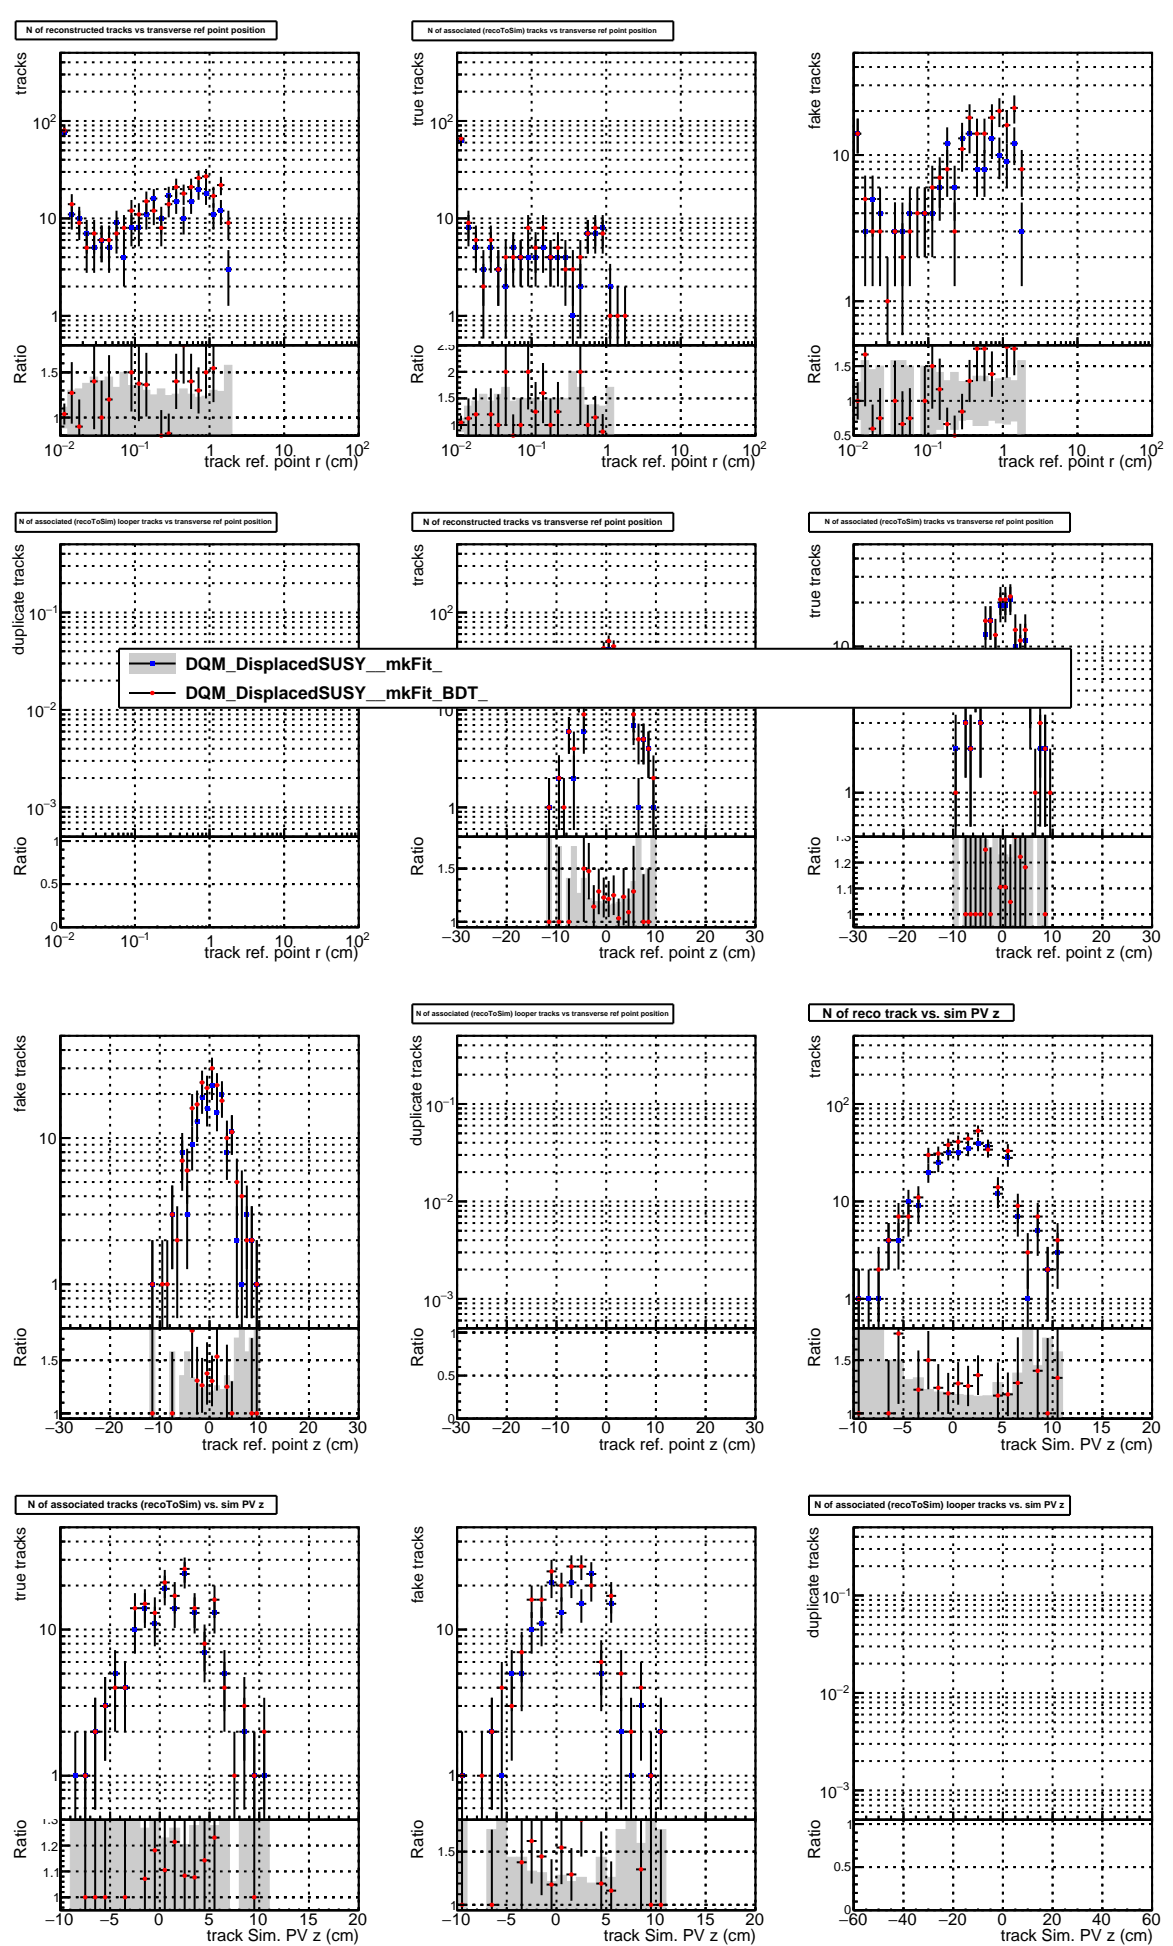 N of reconstructed tracks vs transverse ref point position
N of associated (recoToSim) tracks vs transverse ref point position
tracks
true tracks
fake tracks
10²
10
1
10²
10
1
10
1
Ratio
1.5
1
Ratio
2.5
2
1.5
1
Ratio
1.5
1
0.5
10−2 10−1 1 10 10²
track ref. point r (cm)
10−2 10−1 1 10 10²
track ref. point r (cm)
10−2 10−1 1 10 10²
track ref. point r (cm)
N of associated (recoToSim) looper tracks vs transverse ref point position
N of reconstructed tracks vs transverse ref point position
N of associated (recoToSim) tracks vs transverse ref point position
duplicate tracks
tracks
true tracks
10−1
10−2
10−3
10²
10
1
10
DQM_DisplacedSUSY__mkFit_
DQM_DisplacedSUSY__mkFit_BDT_
Ratio
1
0.5
0
Ratio
1.5
1
Ratio
1.3
1.2
1.1
1
10−2 10−1 1 10 10²
track ref. point r (cm)
−30 −20 −10 0 10 20 30
track ref. point z (cm)
−30 −20 −10 0 10 20 30
track ref. point z (cm)
N of associated (recoToSim) looper tracks vs transverse ref point position
N of reco track vs. sim PV z
fake tracks
duplicate tracks
tracks
10
1
10−1
10−2
10−3
10²
10
1
Ratio
1.5
1
Ratio
1
0.5
0
Ratio
1.5
1
−30 −20 −10 0 10 20 30
track ref. point z (cm)
−30 −20 −10 0 10 20 30
track ref. point z (cm)
−10 −5 0 5 10 15 20
track Sim. PV z (cm)
N of associated tracks (recoToSim) vs. sim PV z
N of associated (recoToSim) looper tracks vs. sim PV z
true tracks
fake tracks
duplicate tracks
10
1
10
1
10−1
10−2
10−3
Ratio
1.3
1.2
1.1
1
Ratio
1.5
1
Ratio
1
0.5
0
−10 −5 0 5 10 15 20
track Sim. PV z (cm)
−10 −5 0 5 10 15 20
track Sim. PV z (cm)
−60 −40 −20 0 20 40 60
track Sim. PV z (cm)